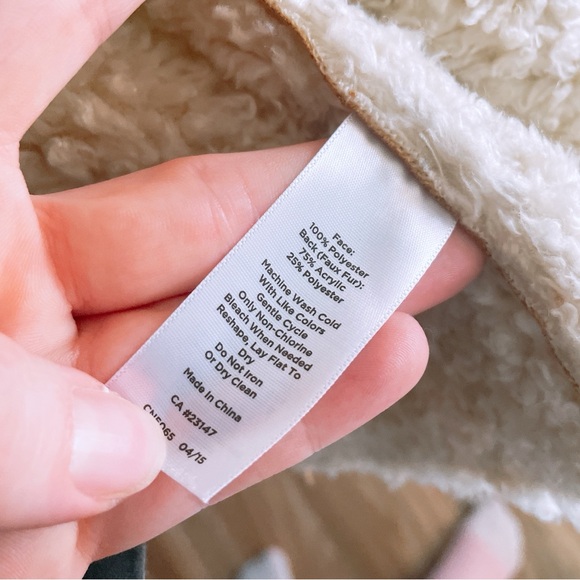 Face:
100% Polyester
Back (Faux Fur):
75% Acrylic
25% Polyester
Machine Wash Cold
With Like Colors
Gentle Cycle
Only Non-Chlorine
Bleach When Needed
Reshape, Lay Flat To
Dry
Do Not Iron
Or Dry Clean
Made in China
CA #23147
04/15